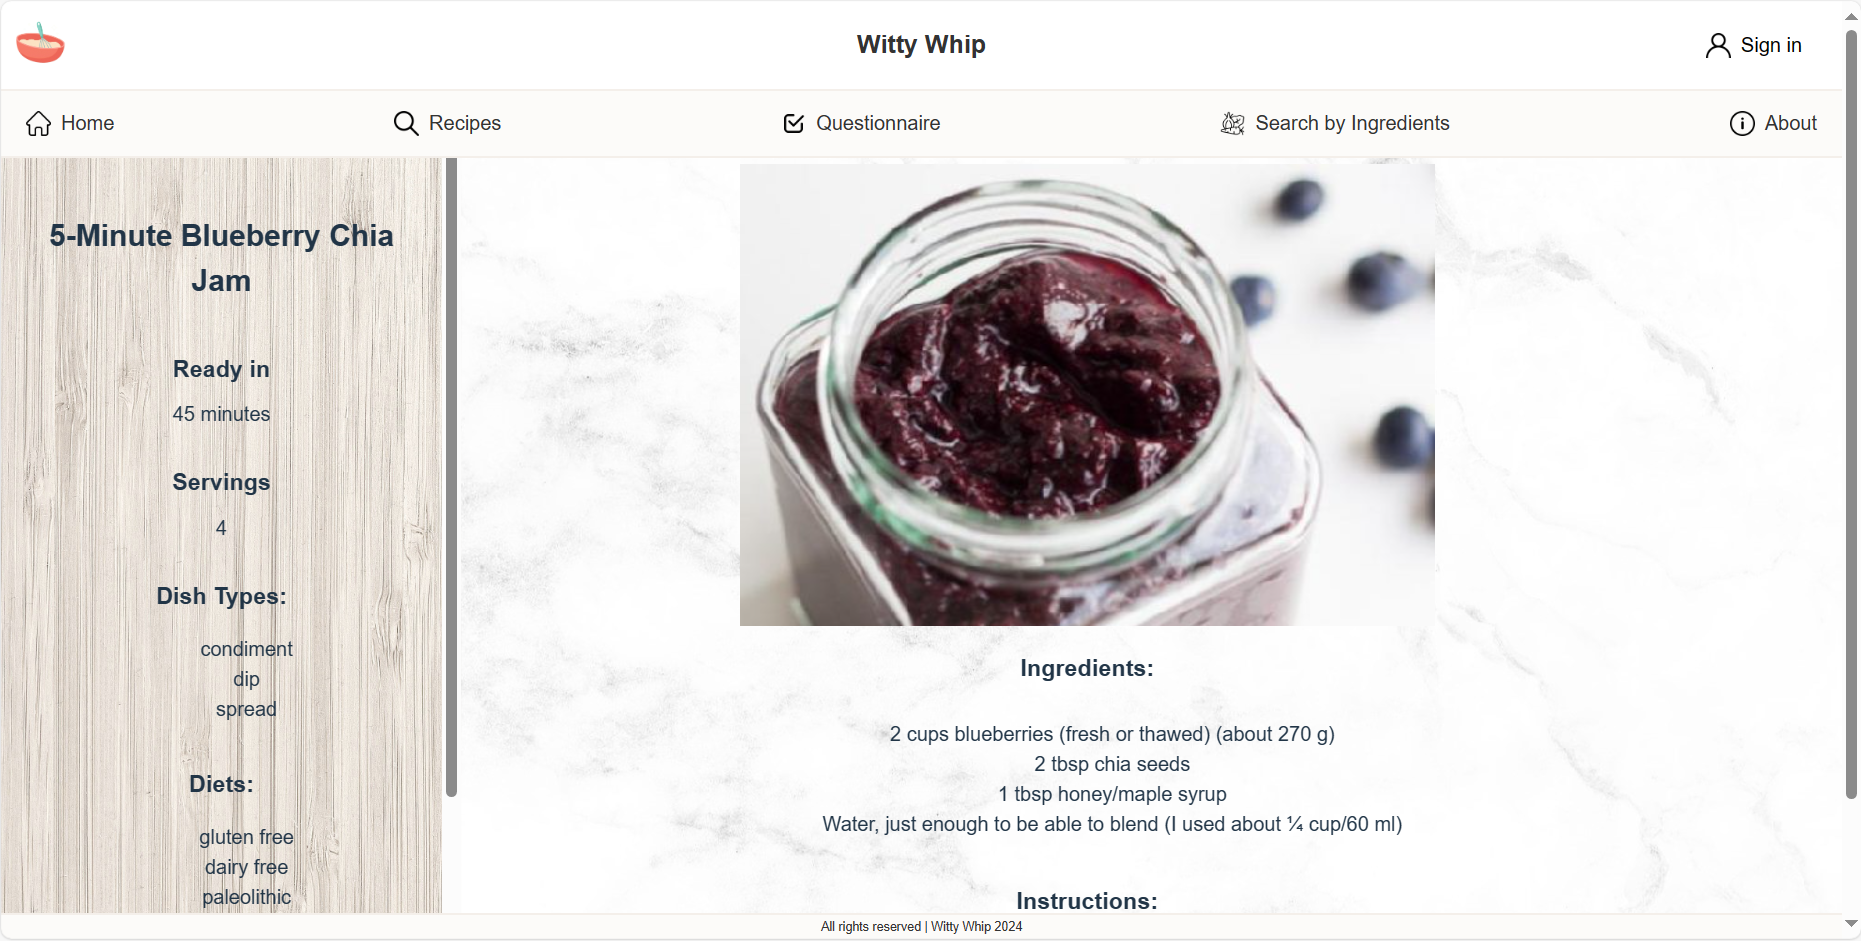 Witty Whip
Sign in
Home
Recipes
Questionnaire
Search by Ingredients
About
5-Minute Blueberry Chia
Jam
Ready in
45 minutes
Servings
4
Dish Types:
condiment
dip
spread
Diets:
gluten free
dairy free
paleolithic
Ingredients:
2 cups blueberries (fresh or thawed) (about 270 g)
2 tbsp chia seeds
1 tbsp honey/maple syrup
Water, just enough to be able to blend (I used about ¼ cup/60 ml)
Instructions:
All rights reserved | Witty Whip 2024